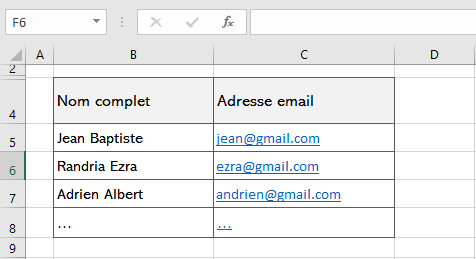 F6
A B C D
2
4 Nom complet Adresse email
5 Jean Baptiste jean@gmail.com
6 Randria Ezra ezra@gmail.com
7 Adrien Albert andrien@gmail.com
8 ... ...
9